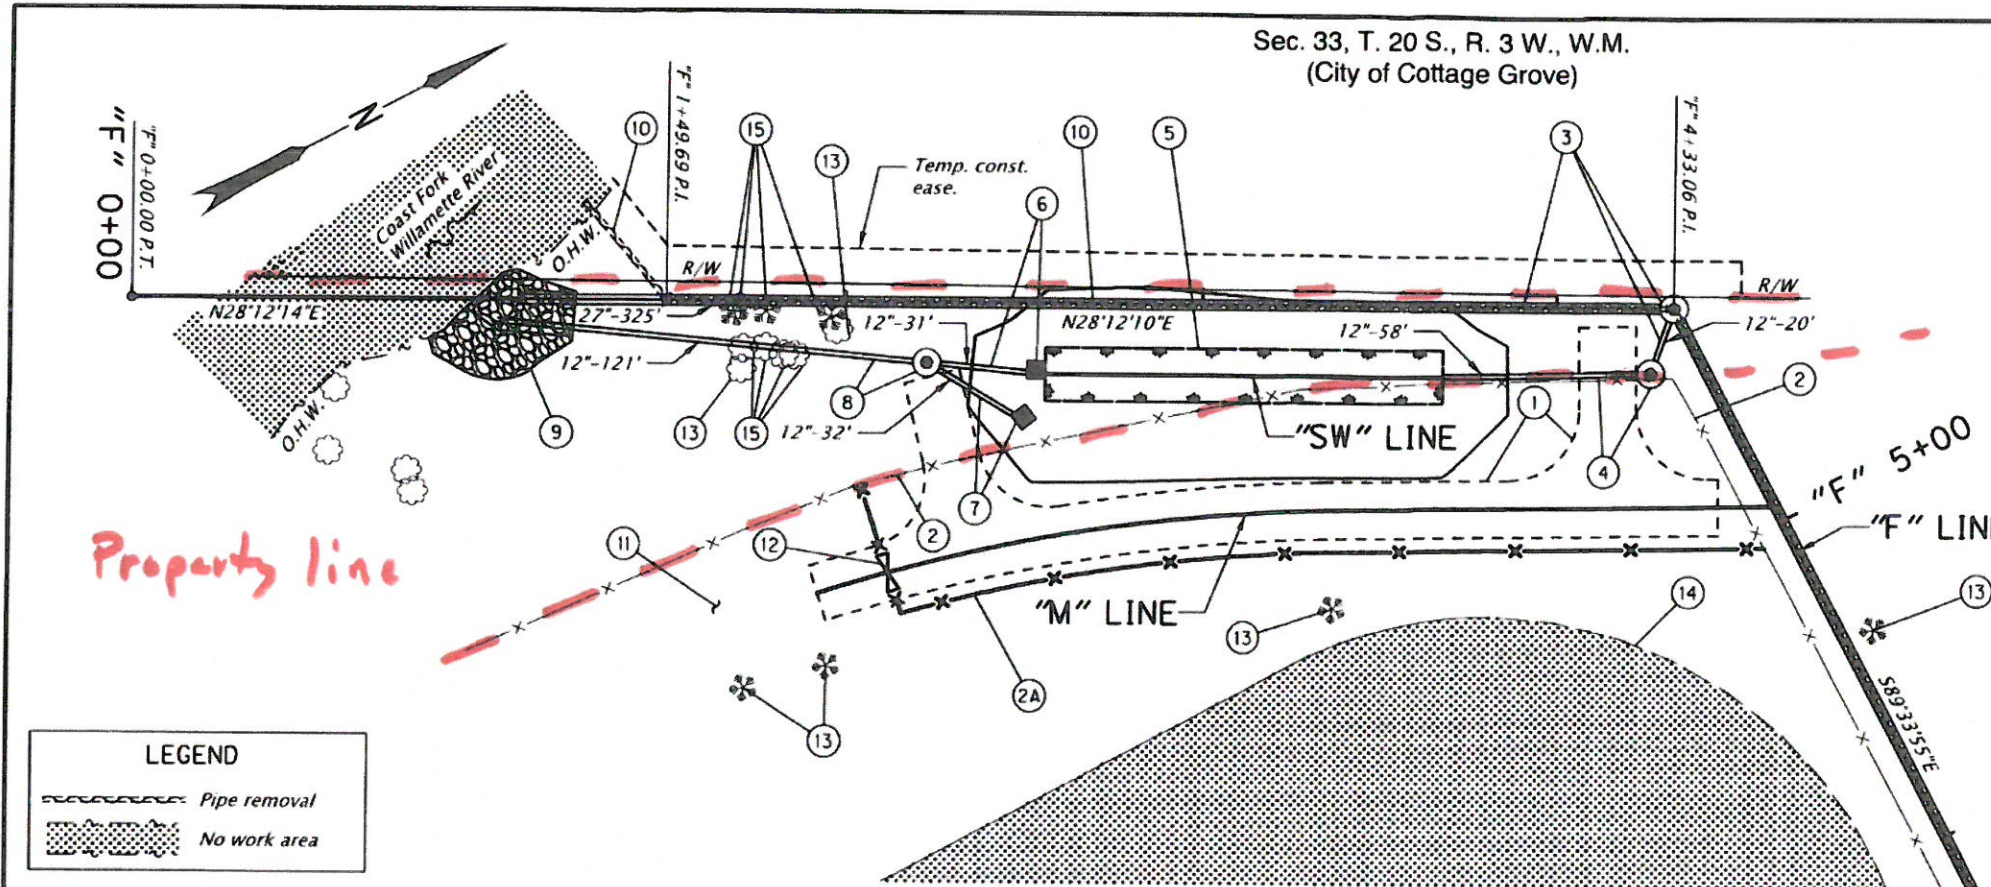 Sec. 33, T. 20 S., R. 3 W., W.M.
(City of Cottage Grove)
"F" 0+00
"F" 0+00.00 P.T.
N
Coast Fork
Willamette River
O.H.W.
O.H.W.
"F" 1+49.69 P.I.
"F" 4+33.06 P.I.
10
15
13
Temp. const.
ease.
6
10
5
3
R/W
R/W
N28°12'14"E
27"-325'
12"-31'
N28°12'10"E
12"-58'
12"-20'
12"-121'
9
13
15
12"-32'
8
"SW" LINE
1
2
4
7
2
"F" 5+00
"F" LINE
Property line
11
12
"M" LINE
2A
13
14
13
13
S89°33'55"E
LEGEND
Pipe removal
No work area